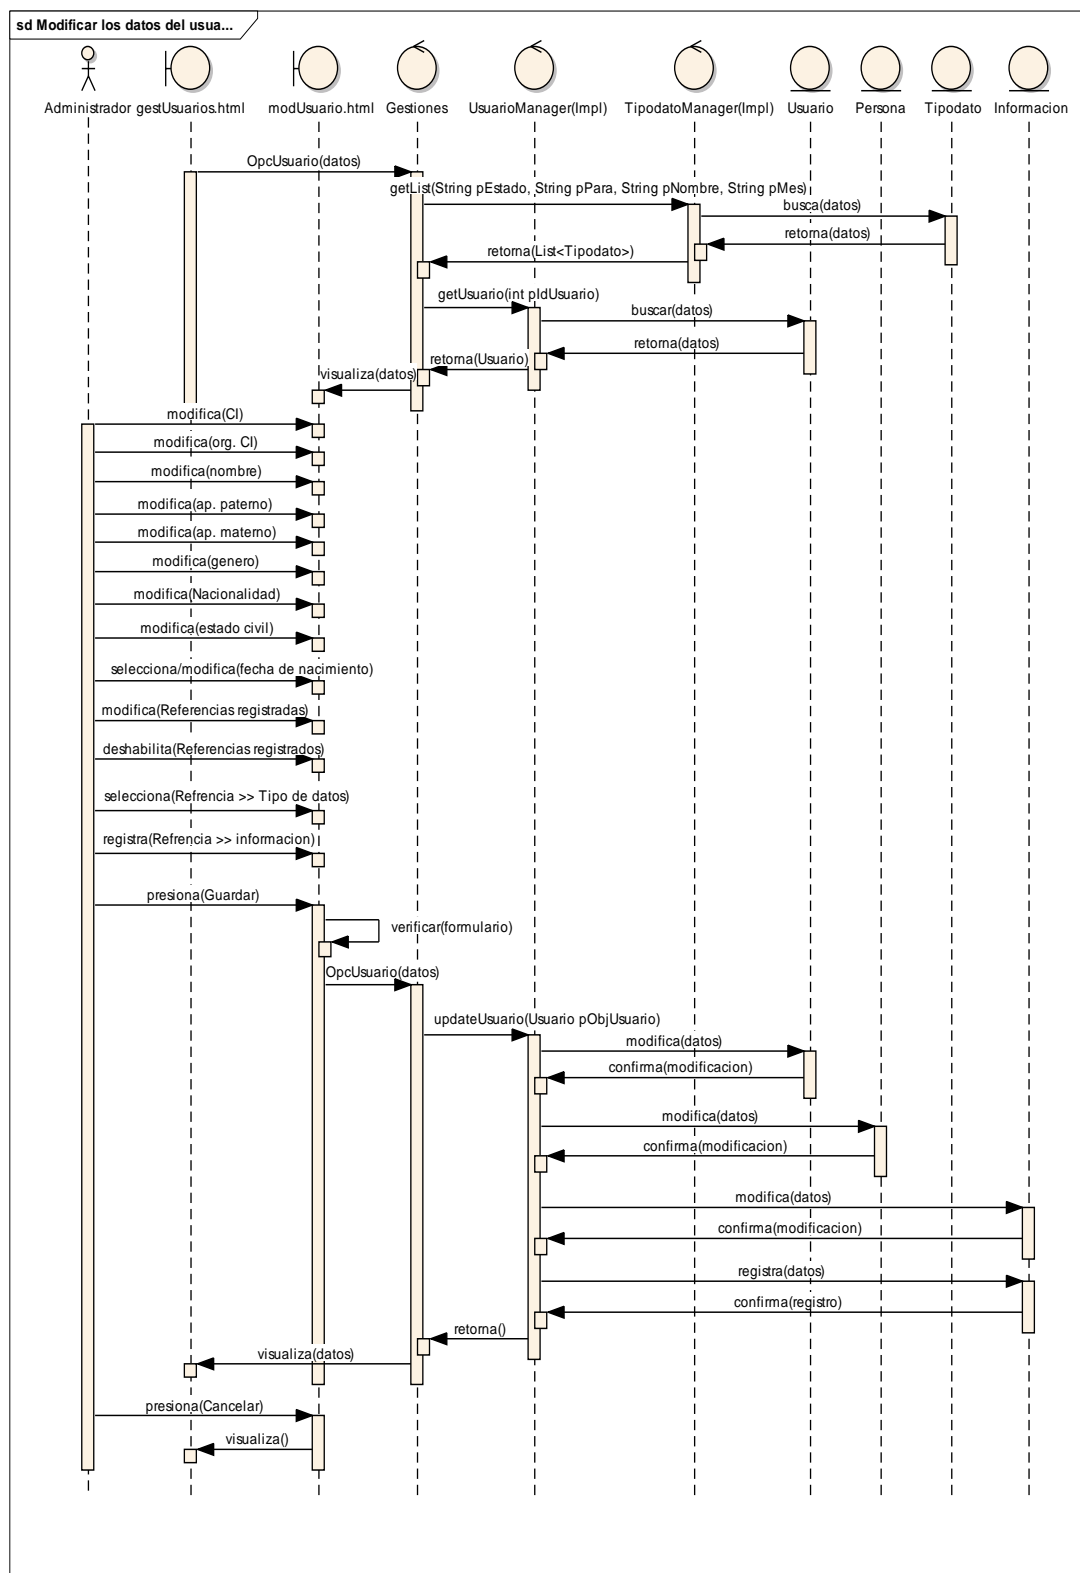 sd Modificar los datos del usua...
Administrador
gestUsuarios.html
modUsuario.html
Gestiones
UsuarioManager(Impl)
TipodatoManager(Impl)
Usuario
Persona
Tipodato
Informacion
OpcUsuario(datos)
getList(String pEstado, String pPara, String pNombre, String pMes)
busca(datos)
retorna(datos)
retorna(List<Tipodato>)
getUsuario(int pIdUsuario)
buscar(datos)
retorna(datos)
retorna(Usuario)
visualiza(datos)
modifica(CI)
modifica(org. CI)
modifica(nombre)
modifica(ap. paterno)
modifica(ap. materno)
modifica(genero)
modifica(Nacionalidad)
modifica(estado civil)
selecciona/modifica(fecha de nacimiento)
modifica(Referencias registradas)
deshabilita(Referencias registrados)
selecciona(Refrencia >> Tipo de datos)
registra(Refrencia >> informacion)
presiona(Guardar)
verificar(formulario)
OpcUsuario(datos)
updateUsuario(Usuario pObjUsuario)
modifica(datos)
confirma(modificacion)
modifica(datos)
confirma(modificacion)
modifica(datos)
confirma(modificacion)
registra(datos)
confirma(registro)
retorna()
visualiza(datos)
presiona(Cancelar)
visualiza()